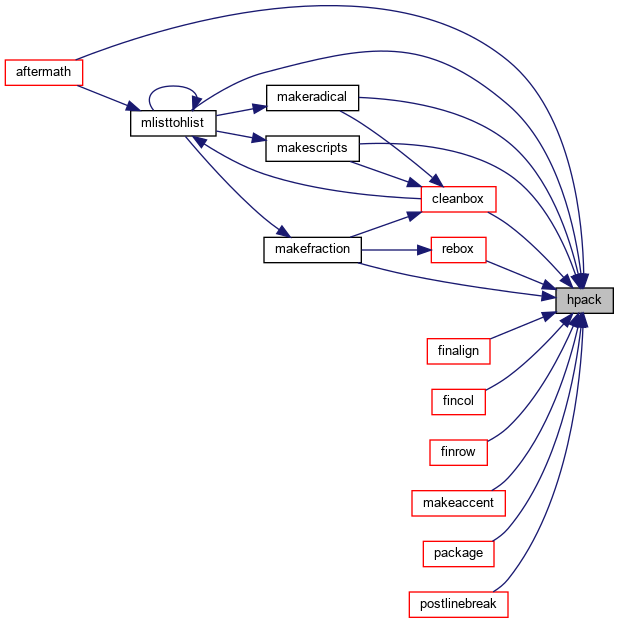 aftermath
makeradical
mlisttohlist
makescripts
cleanbox
makefraction
rebox
hpack
finalign
fincol
finrow
makeaccent
package
postlinebreak